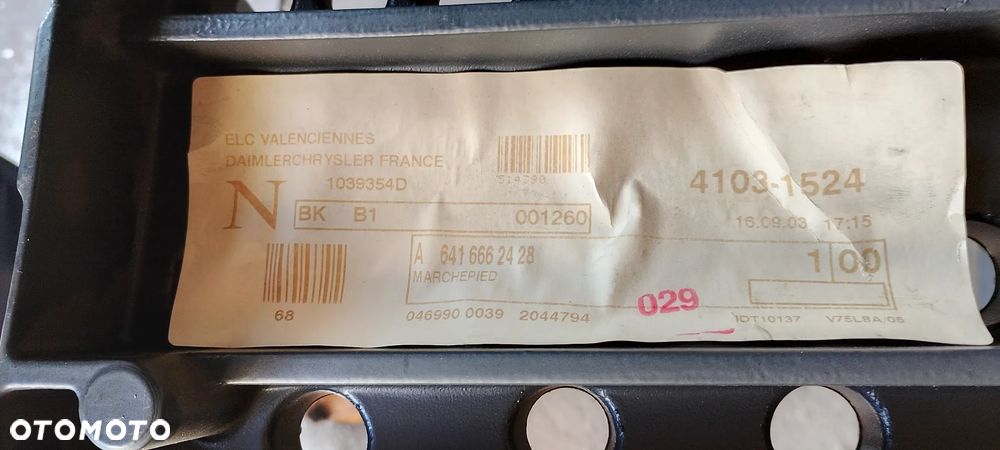 ELC VALENCIENNES
DAIMLERCHRYSLER FRANCE
514390
N
1039354D
4103-1524
BK B1 001260
16.09.03 17:15
A 641 666 24 28
MARCHEPIED
1 00
68
046990 0039 2044794
029
IDT10137 V75L8A/05
OTOMOTO